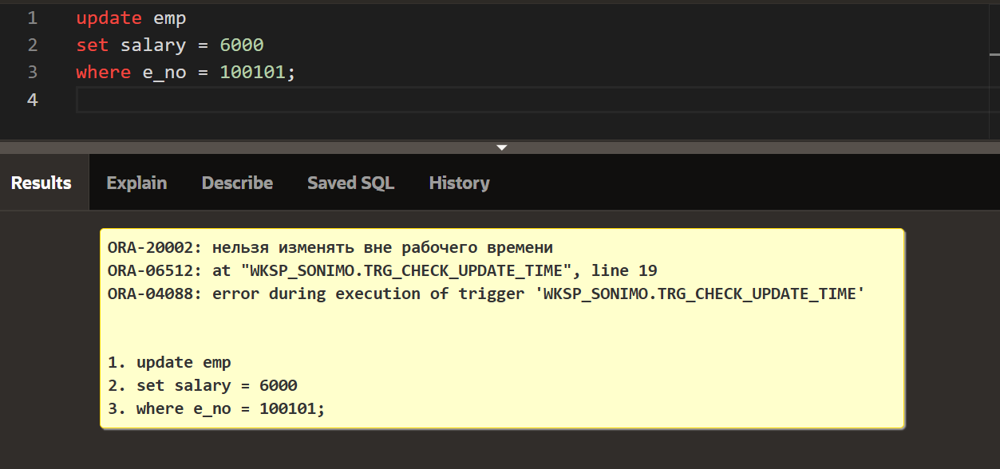 1 update emp
2 set salary = 6000
3 where e_no = 100101;
4
Results Explain Describe Saved SQL History
ORA-20002: нельзя изменять вне рабочего времени
ORA-06512: at "WKSP_SONIMO.TRG_CHECK_UPDATE_TIME", line 19
ORA-04088: error during execution of trigger 'WKSP_SONIMO.TRG_CHECK_UPDATE_TIME'
1. update emp
2. set salary = 6000
3. where e_no = 100101;